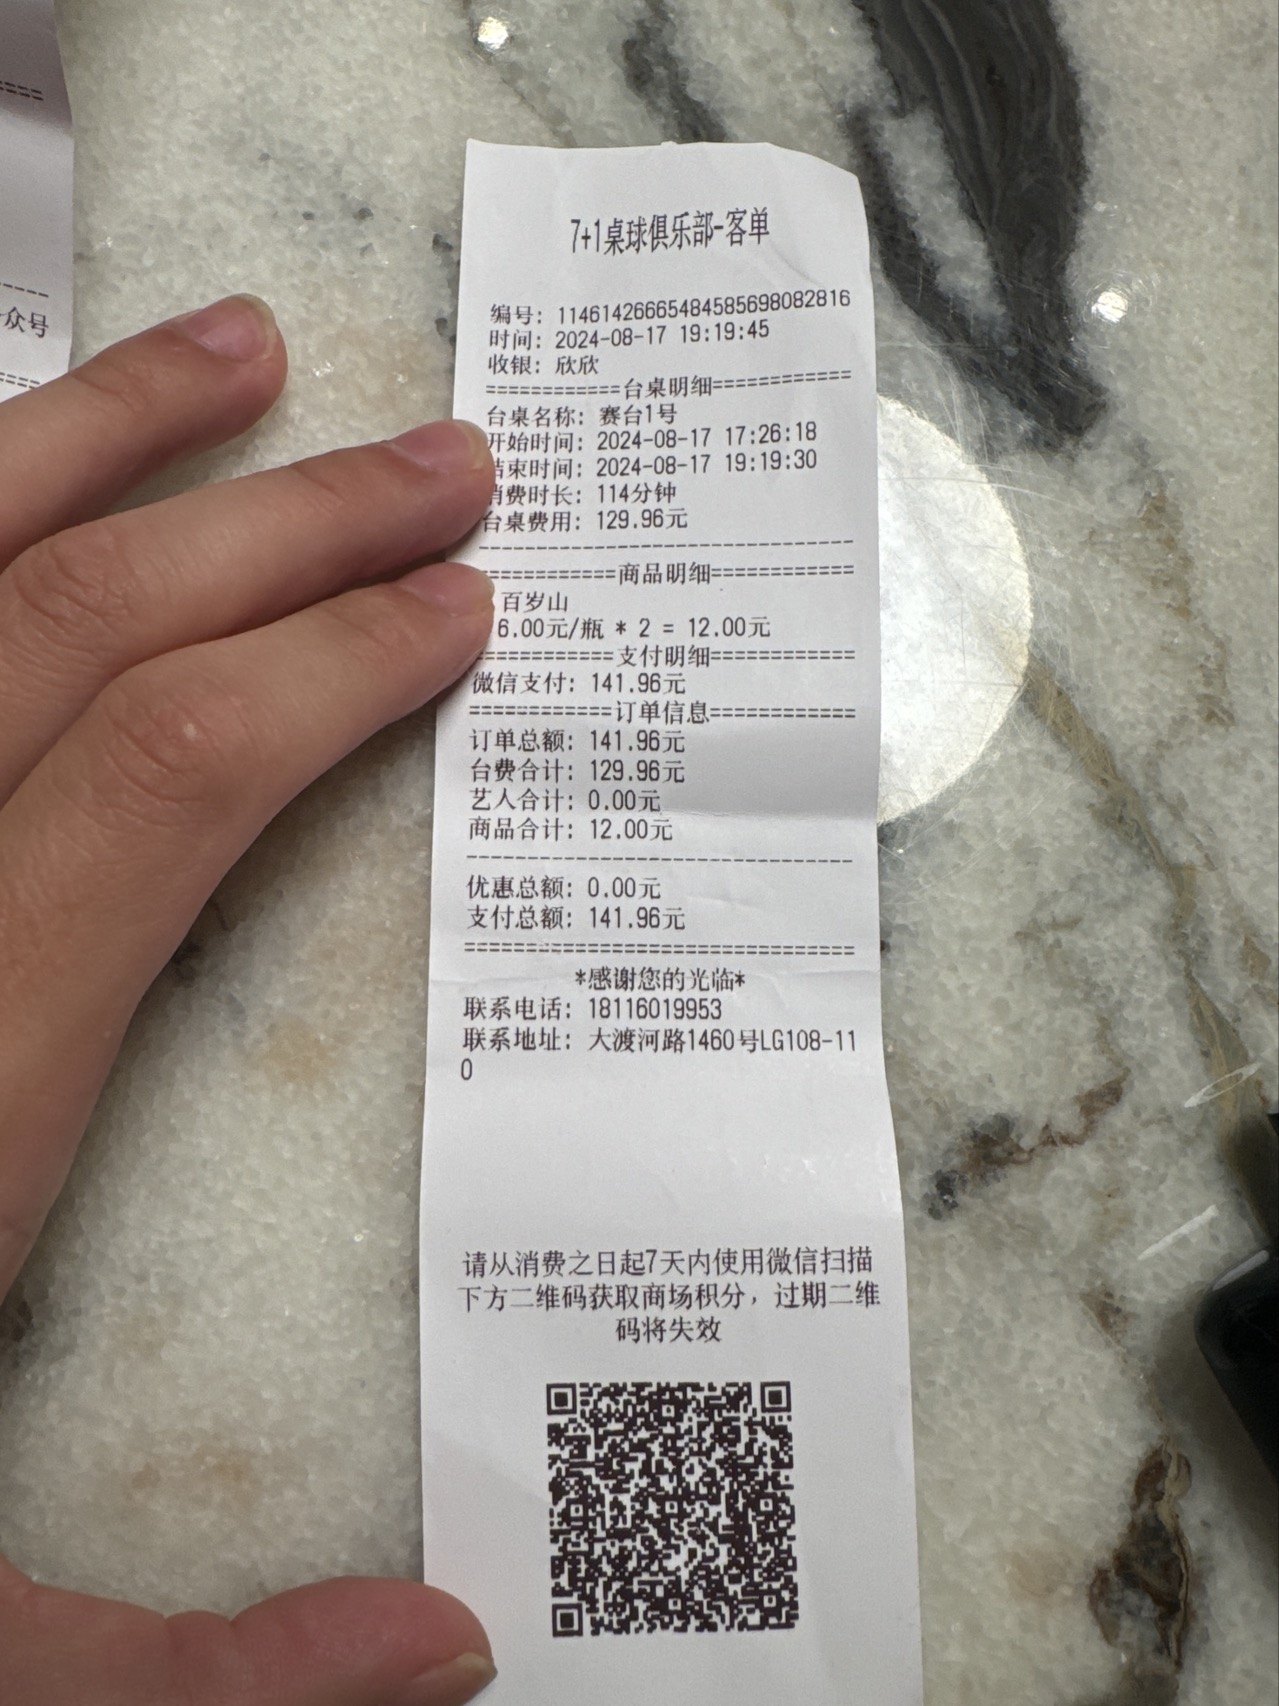 众号
7+1桌球俱乐部-客单
编号: 11461426665484585698082816
时间: 2024-08-17 19:19:45
收银: 欣欣
============台桌明细============
台桌名称: 赛台1号
开始时间: 2024-08-17 17:26:18
结束时间: 2024-08-17 19:19:30
消费时长: 114分钟
台桌费用: 129.96元
--------------------------------
============商品明细============
百岁山
6.00元/瓶 * 2 = 12.00元
============支付明细============
微信支付: 141.96元
============订单信息============
订单总额: 141.96元
台费合计: 129.96元
艺人合计: 0.00元
商品合计: 12.00元
--------------------------------
优惠总额: 0.00元
支付总额: 141.96元
================================
*感谢您的光临*
联系电话: 18116019953
联系地址: 大渡河路1460号LG108-11
0
请从消费之日起7天内使用微信扫描
下方二维码获取商场积分，过期二维
码将失效